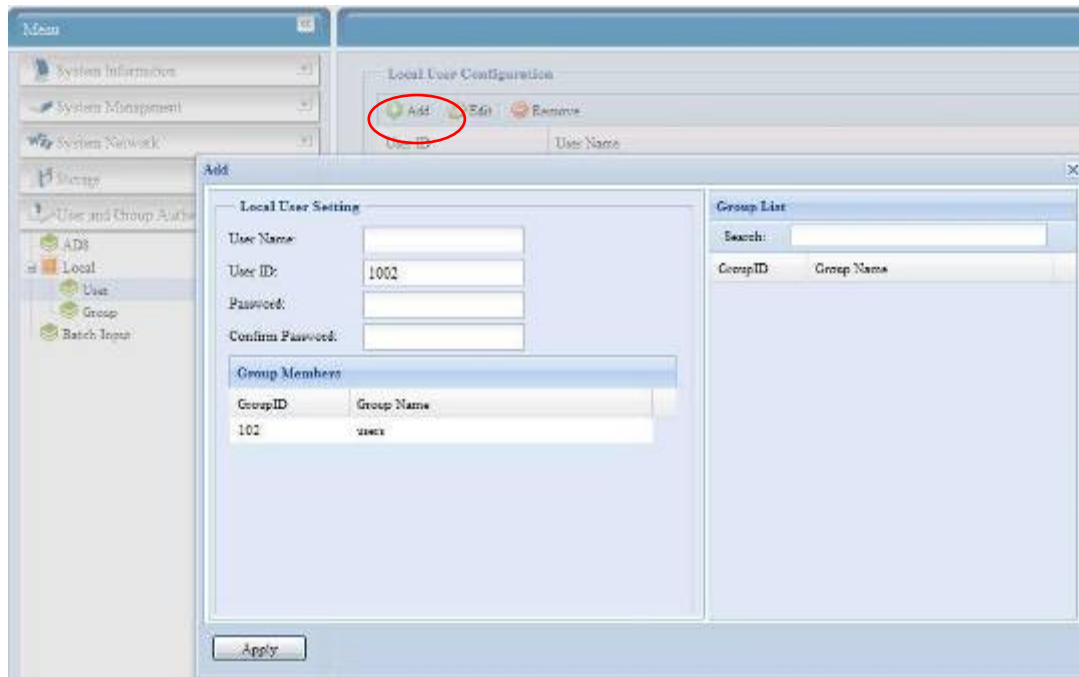 Menu
System Information
System Management
System Network
Storage
User and Group Authe
ADS
Local
User
Group
Batch Input
Local User Configuration
Add Edit Remove
User ID User Name
Add
Local User Setting
User Name:
User ID: 1002
Password:
Confirm Password:
Group Members
GroupID Group Name
102 users
Apply
Group List
Search:
GroupID Group Name